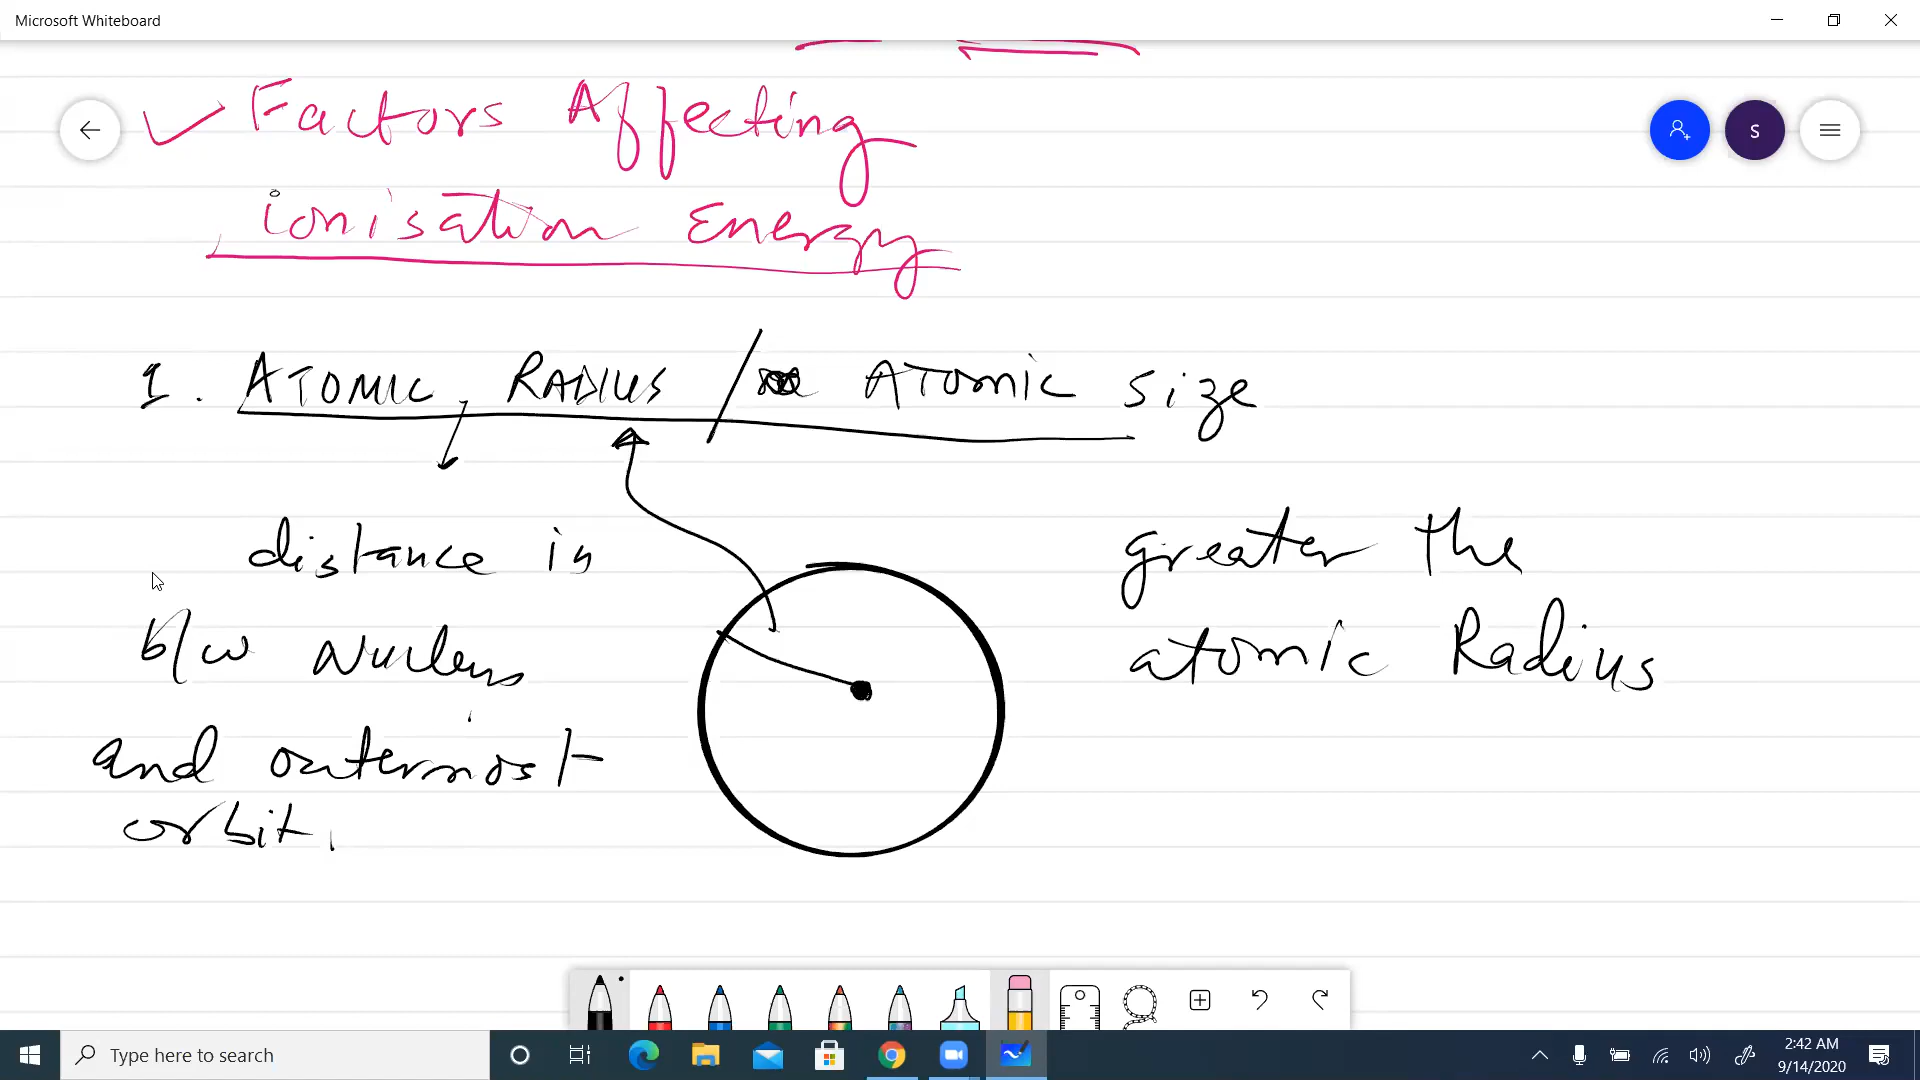 Microsoft Whiteboard
Factors Affecting
ionisation Energy
S
1. ATOMIC RADIUS / ATOMIC size
distance is
b/w Nucleus
and outermost
orbit.
greater the
atomic Radius
Type here to search
2:42 AM
9/14/2020